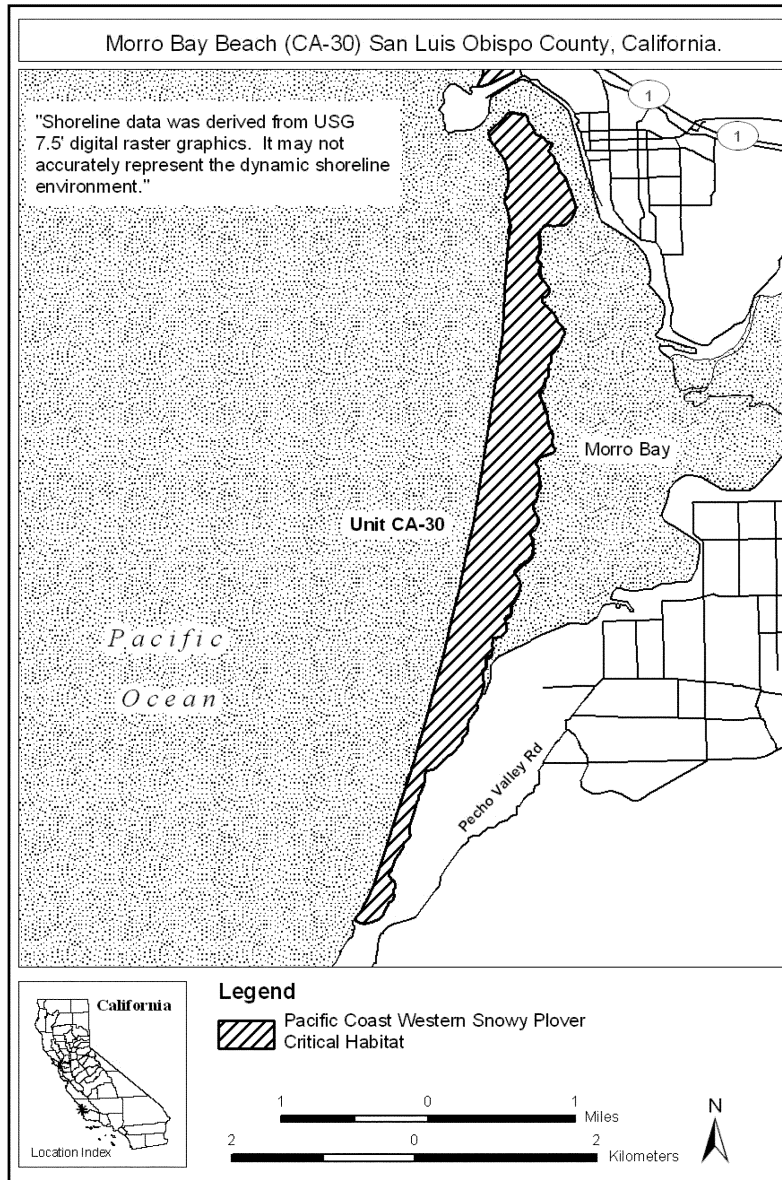 Morro Bay Beach (CA-30) San Luis Obispo County, California.
"Shoreline data was derived from USG
7.5' digital raster graphics. It may not
accurately represent the dynamic shoreline
environment."
1
1
Morro Bay
Unit CA-30
Pacific
Ocean
Pecho Valley Rd
California
Location Index
Legend
Pacific Coast Western Snowy Plover
Critical Habitat
1 0 1
Miles
2 0 2
Kilometers
N